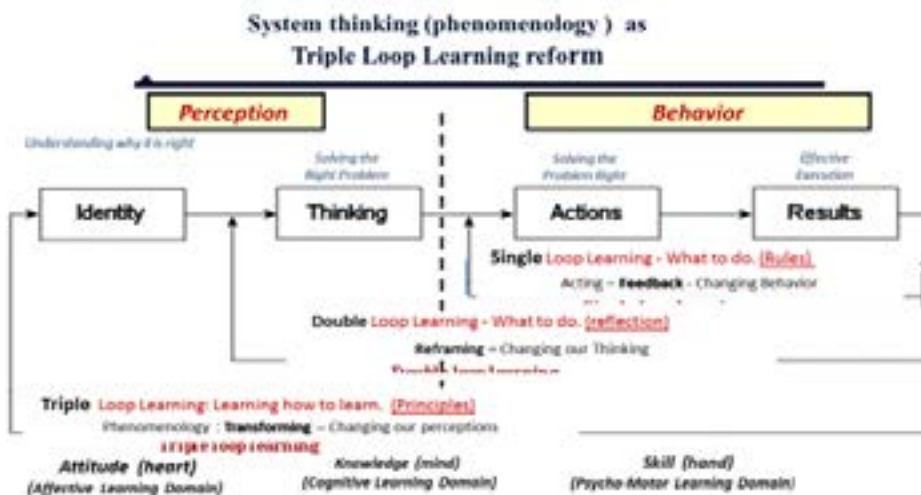 System thinking (phenomenology ) as
Triple Loop Learning reform
Perception
Behavior
Understanding why it is right
Solving the
Right Problem
Solving the
Problem Right
Effective
Execution
Identity
Thinking
Actions
Results
Single Loop Learning - What to do. (Rules)
Acting – Feedback - Changing Behavior
Double Loop Learning - What to do. (reflection)
Reframing – Changing our Thinking
Triple Loop Learning: Learning how to learn. (Principles)
Phenomenology : Transforming – Changing our perceptions
Triple loop learning
Attitude (heart)
(Affective Learning Domain)
Knowledge (mind)
(Cognitive Learning Domain)
Skill (hand)
(Psycho-Motor Learning Domain)